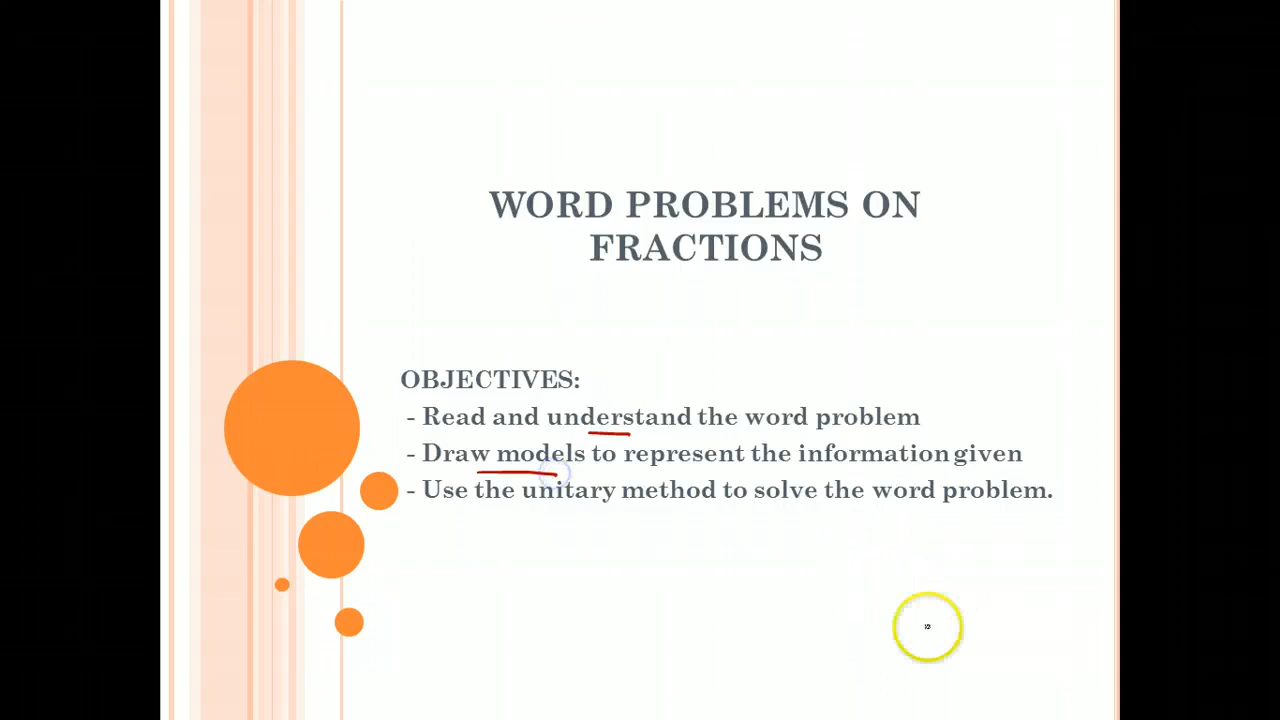 WORD PROBLEMS ON
FRACTIONS
OBJECTIVES:
- Read and understand the word problem
- Draw models to represent the information given
- Use the unitary method to solve the word problem.